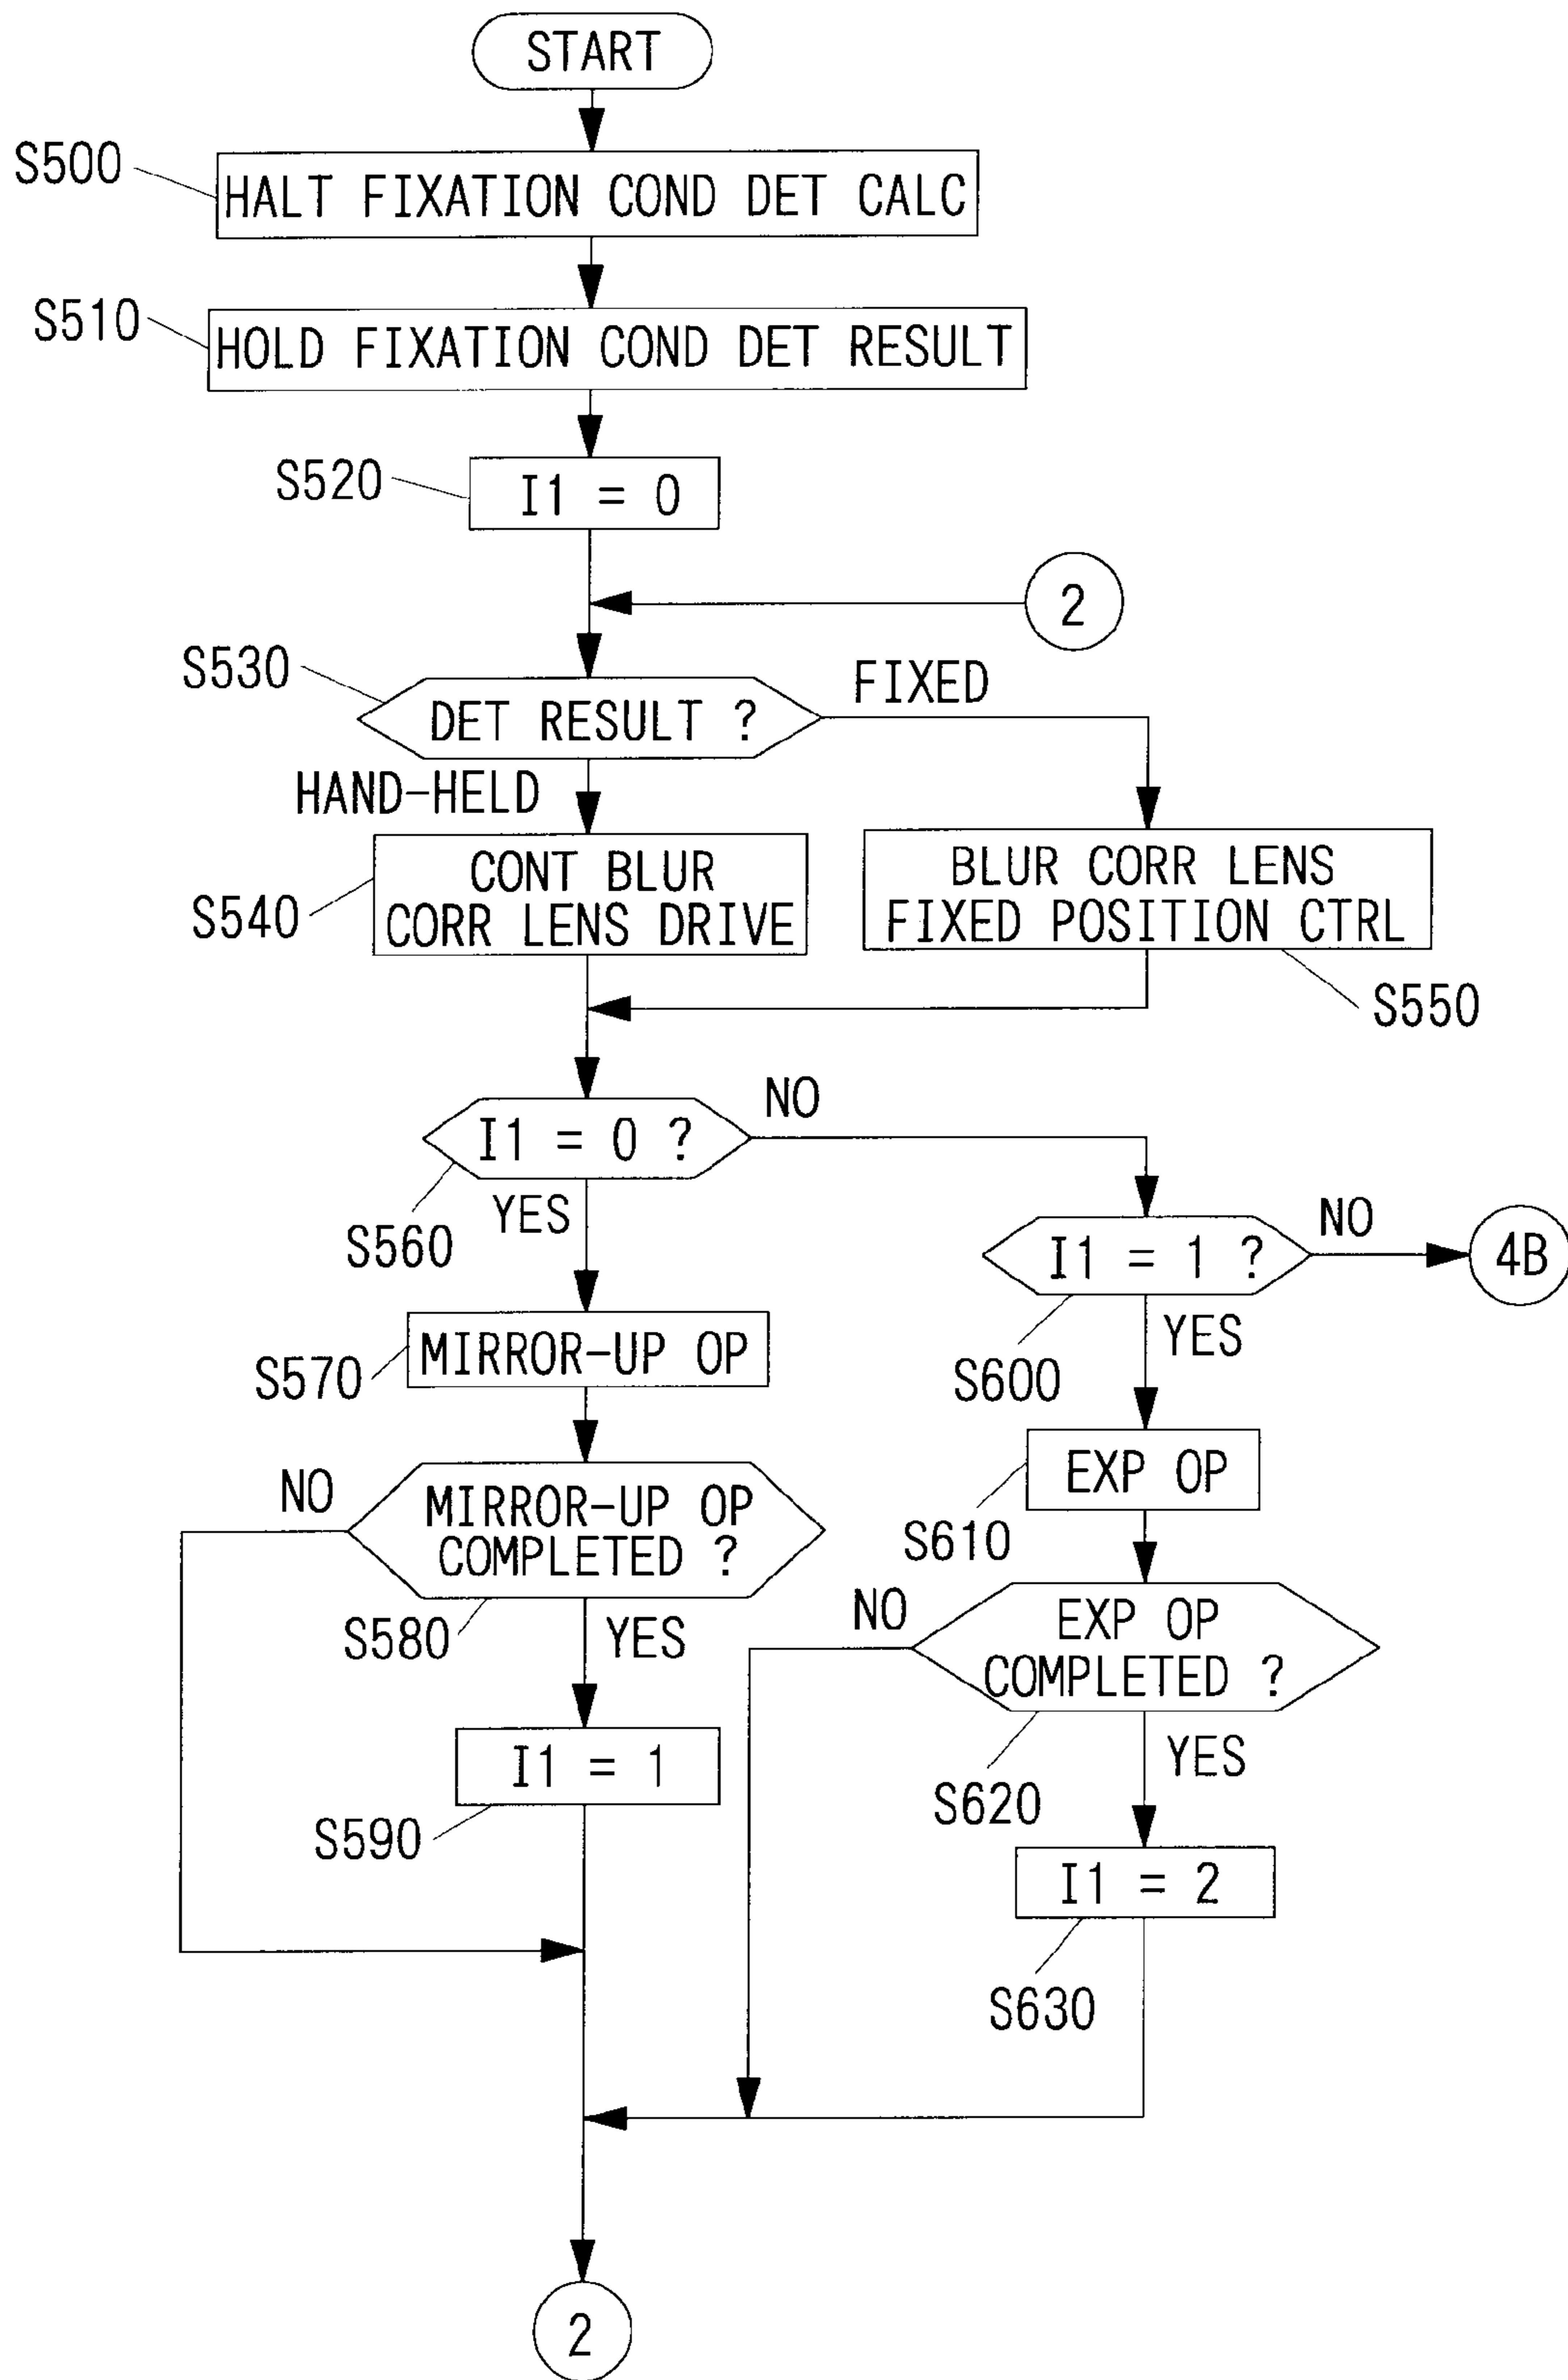 START
S500
HALT FIXATION COND DET CALC
S510
HOLD FIXATION COND DET RESULT
S520
I1 = 0
2
S530
DET RESULT ?
FIXED
HAND-HELD
S540
CONT BLUR
CORR LENS DRIVE
BLUR CORR LENS
FIXED POSITION CTRL
S550
I1 = 0 ?
NO
S560
YES
I1 = 1 ?
NO
4B
S600
YES
S570
MIRROR-UP OP
EXP OP
S610
NO
MIRROR-UP OP
COMPLETED ?
S580
YES
NO
EXP OP
COMPLETED ?
S620
YES
I1 = 1
S590
I1 = 2
S630
2